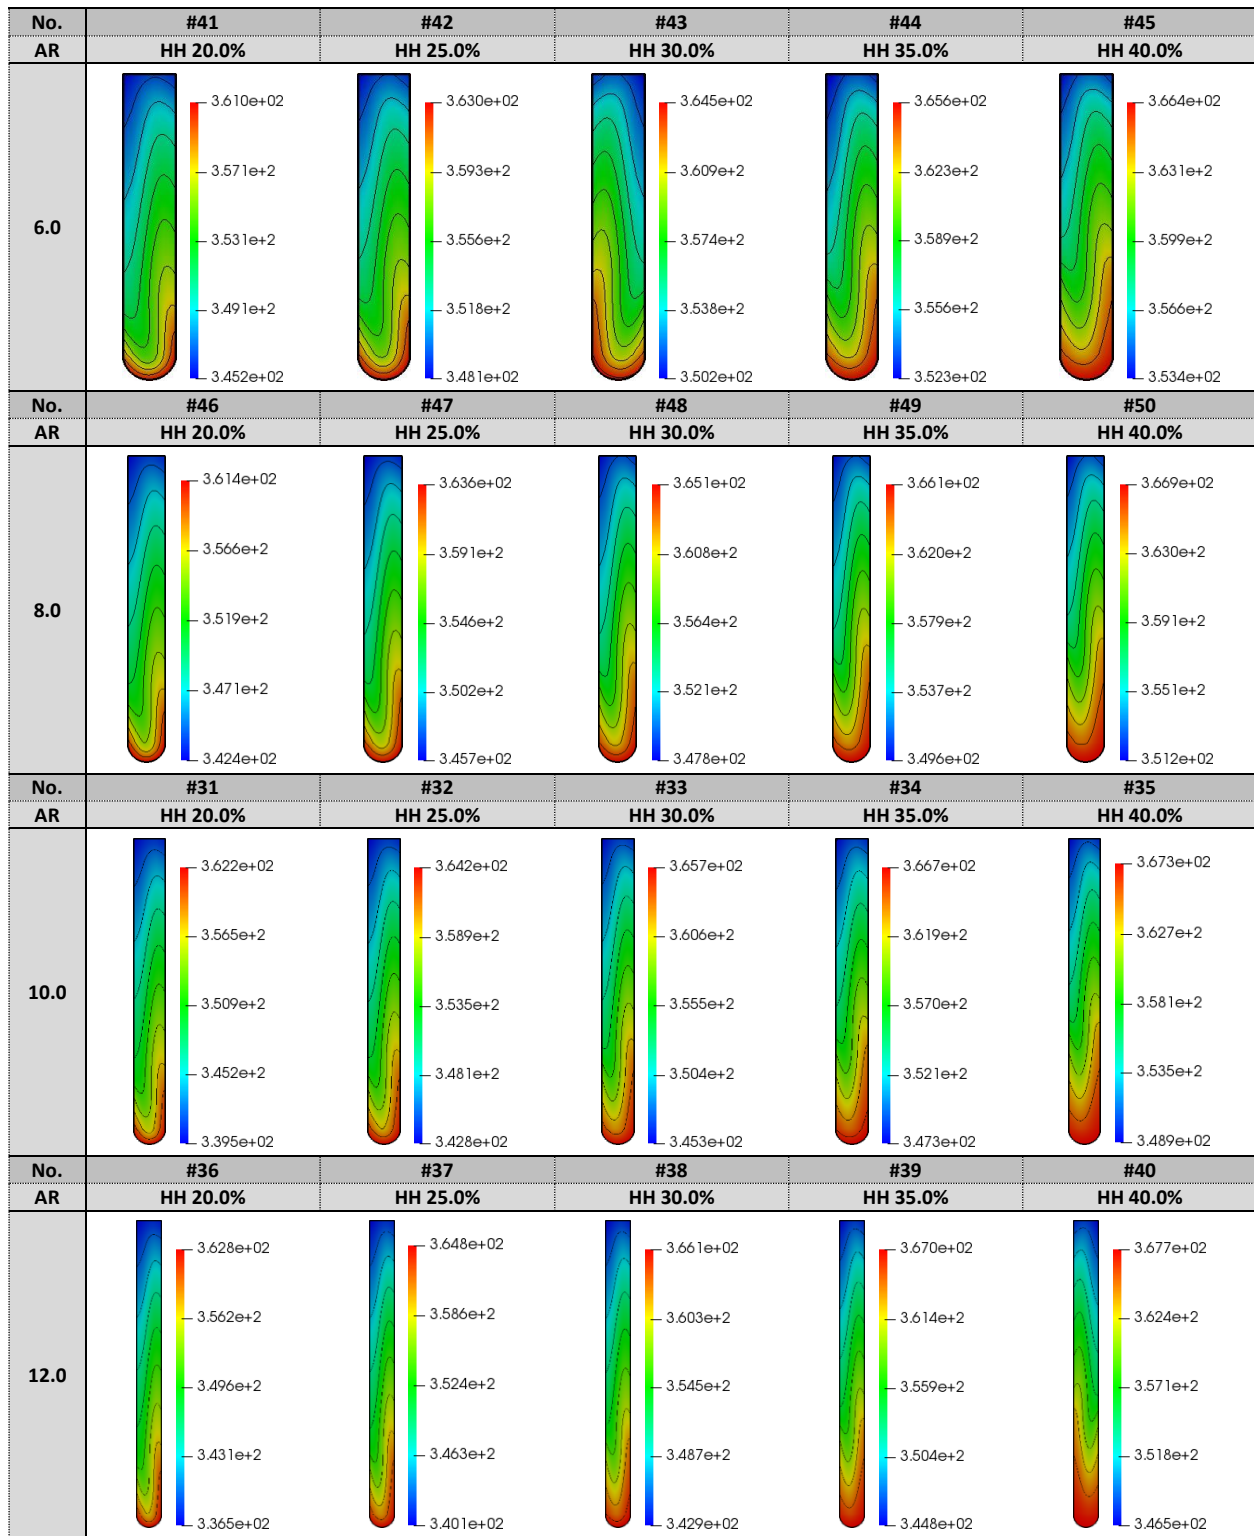 No. #41 #42 #43 #44 #45
AR HH 20.0% HH 25.0% HH 30.0% HH 35.0% HH 40.0%
3.610e+02 3.630e+02 3.645e+02 3.656e+02 3.664e+02
3.571e+2 3.593e+2 3.609e+2 3.623e+2 3.631e+2
6.0 3.531e+2 3.556e+2 3.574e+2 3.589e+2 3.599e+2
3.491e+2 3.518e+2 3.538e+2 3.556e+2 3.566e+2
3.452e+02 3.481e+02 3.502e+02 3.523e+02 3.534e+02
No. #46 #47 #48 #49 #50
AR HH 20.0% HH 25.0% HH 30.0% HH 35.0% HH 40.0%
3.614e+02 3.636e+02 3.651e+02 3.661e+02 3.669e+02
3.566e+2 3.591e+2 3.608e+2 3.620e+2 3.630e+2
8.0 3.519e+2 3.546e+2 3.564e+2 3.579e+2 3.591e+2
3.471e+2 3.502e+2 3.521e+2 3.537e+2 3.551e+2
3.424e+02 3.457e+02 3.478e+02 3.496e+02 3.512e+02
No. #31 #32 #33 #34 #35
AR HH 20.0% HH 25.0% HH 30.0% HH 35.0% HH 40.0%
3.622e+02 3.642e+02 3.657e+02 3.667e+02 3.673e+02
3.565e+2 3.589e+2 3.606e+2 3.619e+2 3.627e+2
10.0 3.509e+2 3.535e+2 3.555e+2 3.570e+2 3.581e+2
3.452e+2 3.481e+2 3.504e+2 3.521e+2 3.535e+2
3.395e+02 3.428e+02 3.453e+02 3.473e+02 3.489e+02
No. #36 #37 #38 #39 #40
AR HH 20.0% HH 25.0% HH 30.0% HH 35.0% HH 40.0%
3.628e+02 3.648e+02 3.661e+02 3.670e+02 3.677e+02
3.562e+2 3.586e+2 3.603e+2 3.614e+2 3.624e+2
12.0 3.496e+2 3.524e+2 3.545e+2 3.559e+2 3.571e+2
3.431e+2 3.463e+2 3.487e+2 3.504e+2 3.518e+2
3.365e+02 3.401e+02 3.429e+02 3.448e+02 3.465e+02